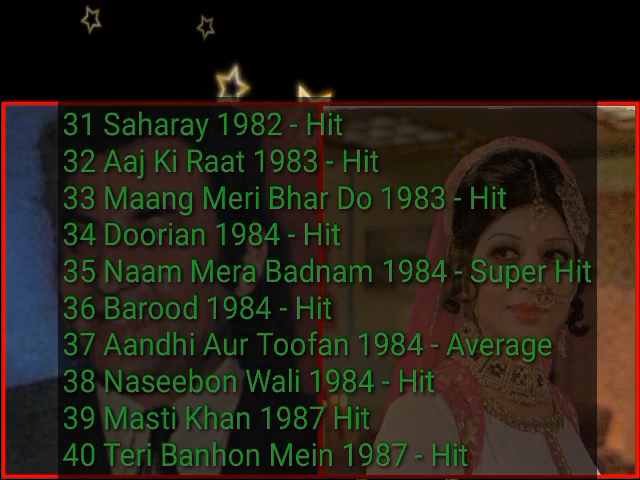 31 Saharay 1982 - Hit
32 Aaj Ki Raat 1983 - Hit
33 Maang Meri Bhar Do 1983 - Hit
34 Doorian 1984 - Hit
35 Naam Mera Badnam 1984 - Super Hit
36 Barood 1984 - Hit
37 Aandhi Aur Toofan 1984 - Average
38 Naseebon Wali 1984 - Hit
39 Masti Khan 1987 Hit
40 Teri Banhon Mein 1987 - Hit